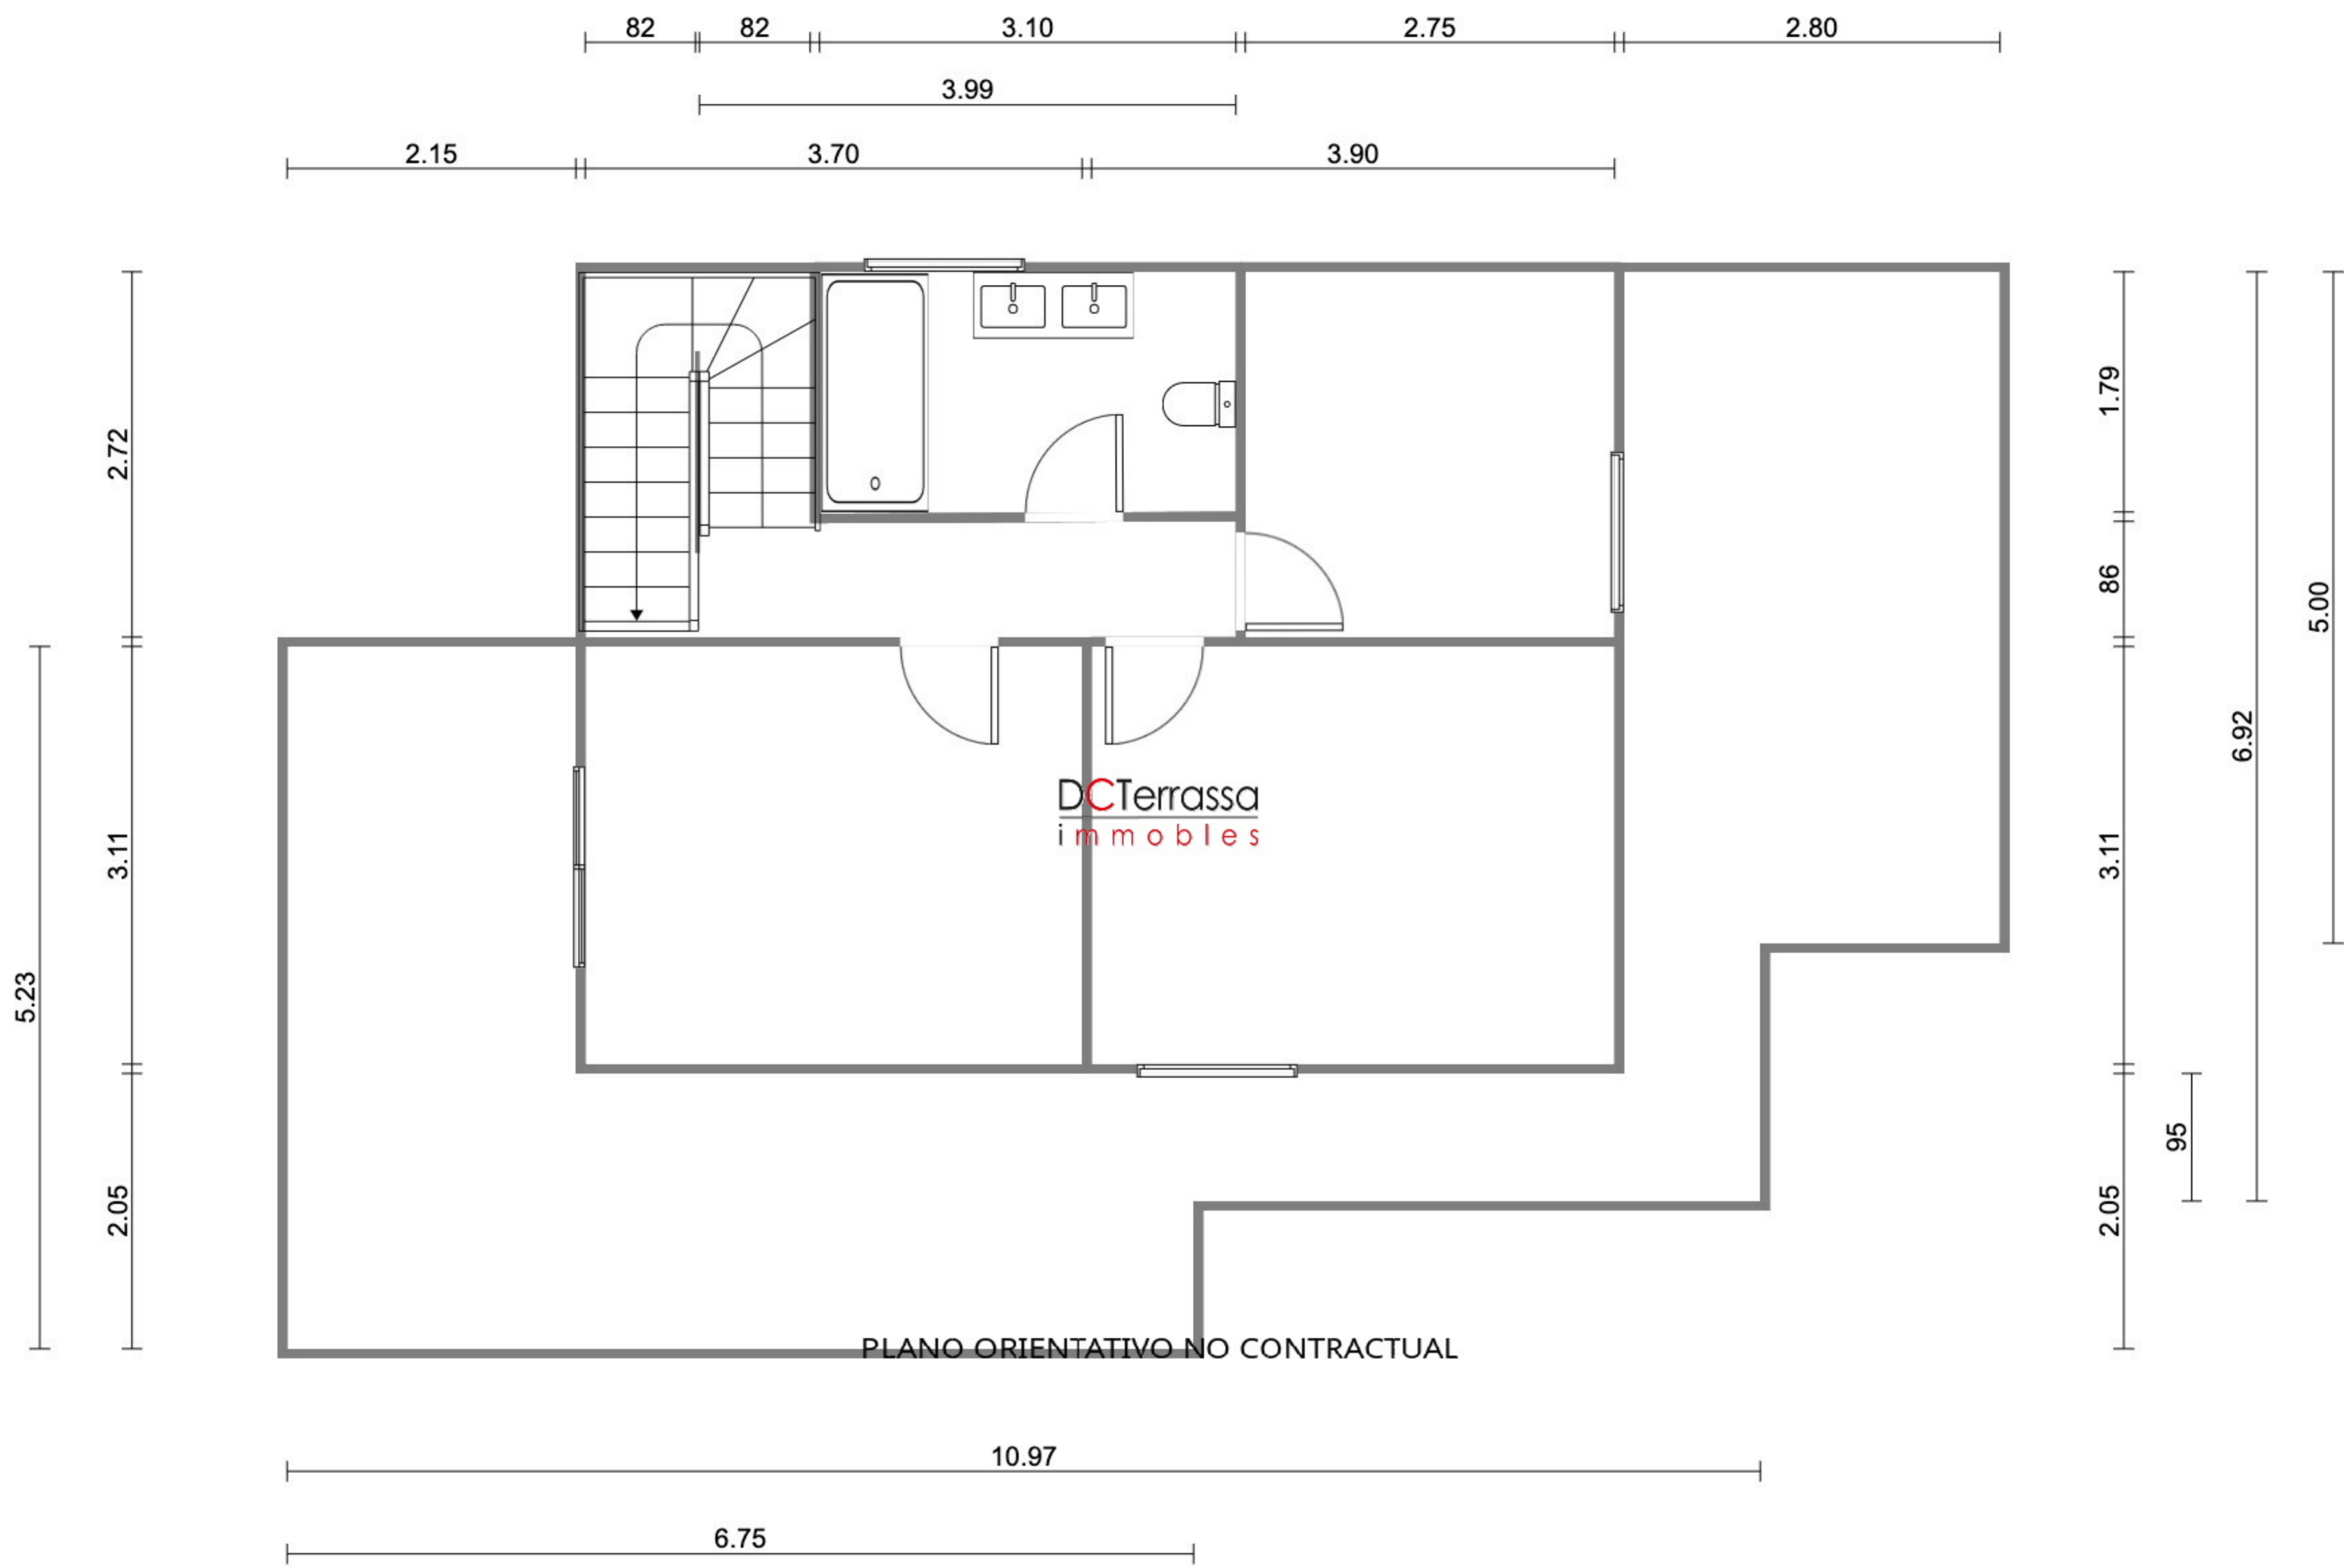 82 82 3.10 2.75 2.80
3.99
2.15 3.70 3.90
2.72
1.79
86
5.00
6.92
DCTerrassa
immobles
3.11
3.11
5.23
95
2.05
2.05
PLANO ORIENTATIVO NO CONTRACTUAL
10.97
6.75